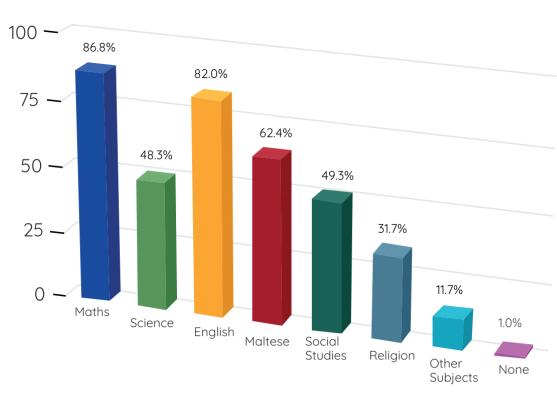 100
75
50
25
0
86.8%
48.3%
82.0%
62.4%
49.3%
31.7%
11.7%
1.0%
Maths
Science
English
Maltese
Social
Studies
Religion
Other
Subjects
None